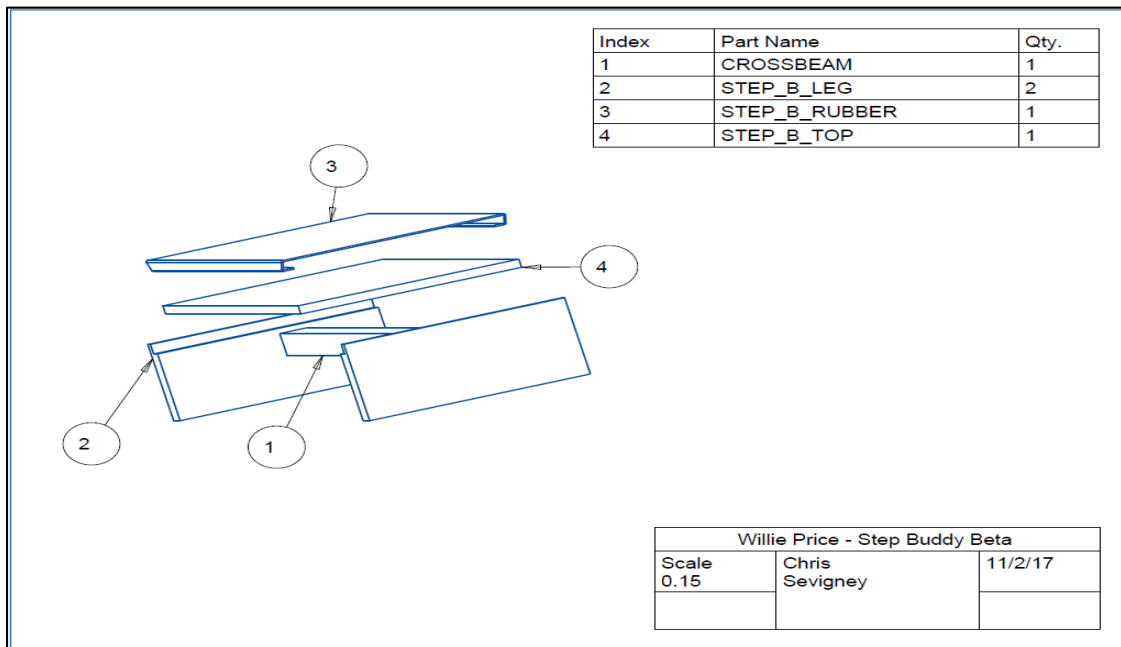 Index Part Name Qty.
1 CROSSBEAM 1
2 STEP_B_LEG 2
3 STEP_B_RUBBER 1
4 STEP_B_TOP 1
3
4
2
1
Willie Price - Step Buddy Beta
Scale Chris 11/2/17
0.15 Sevigney